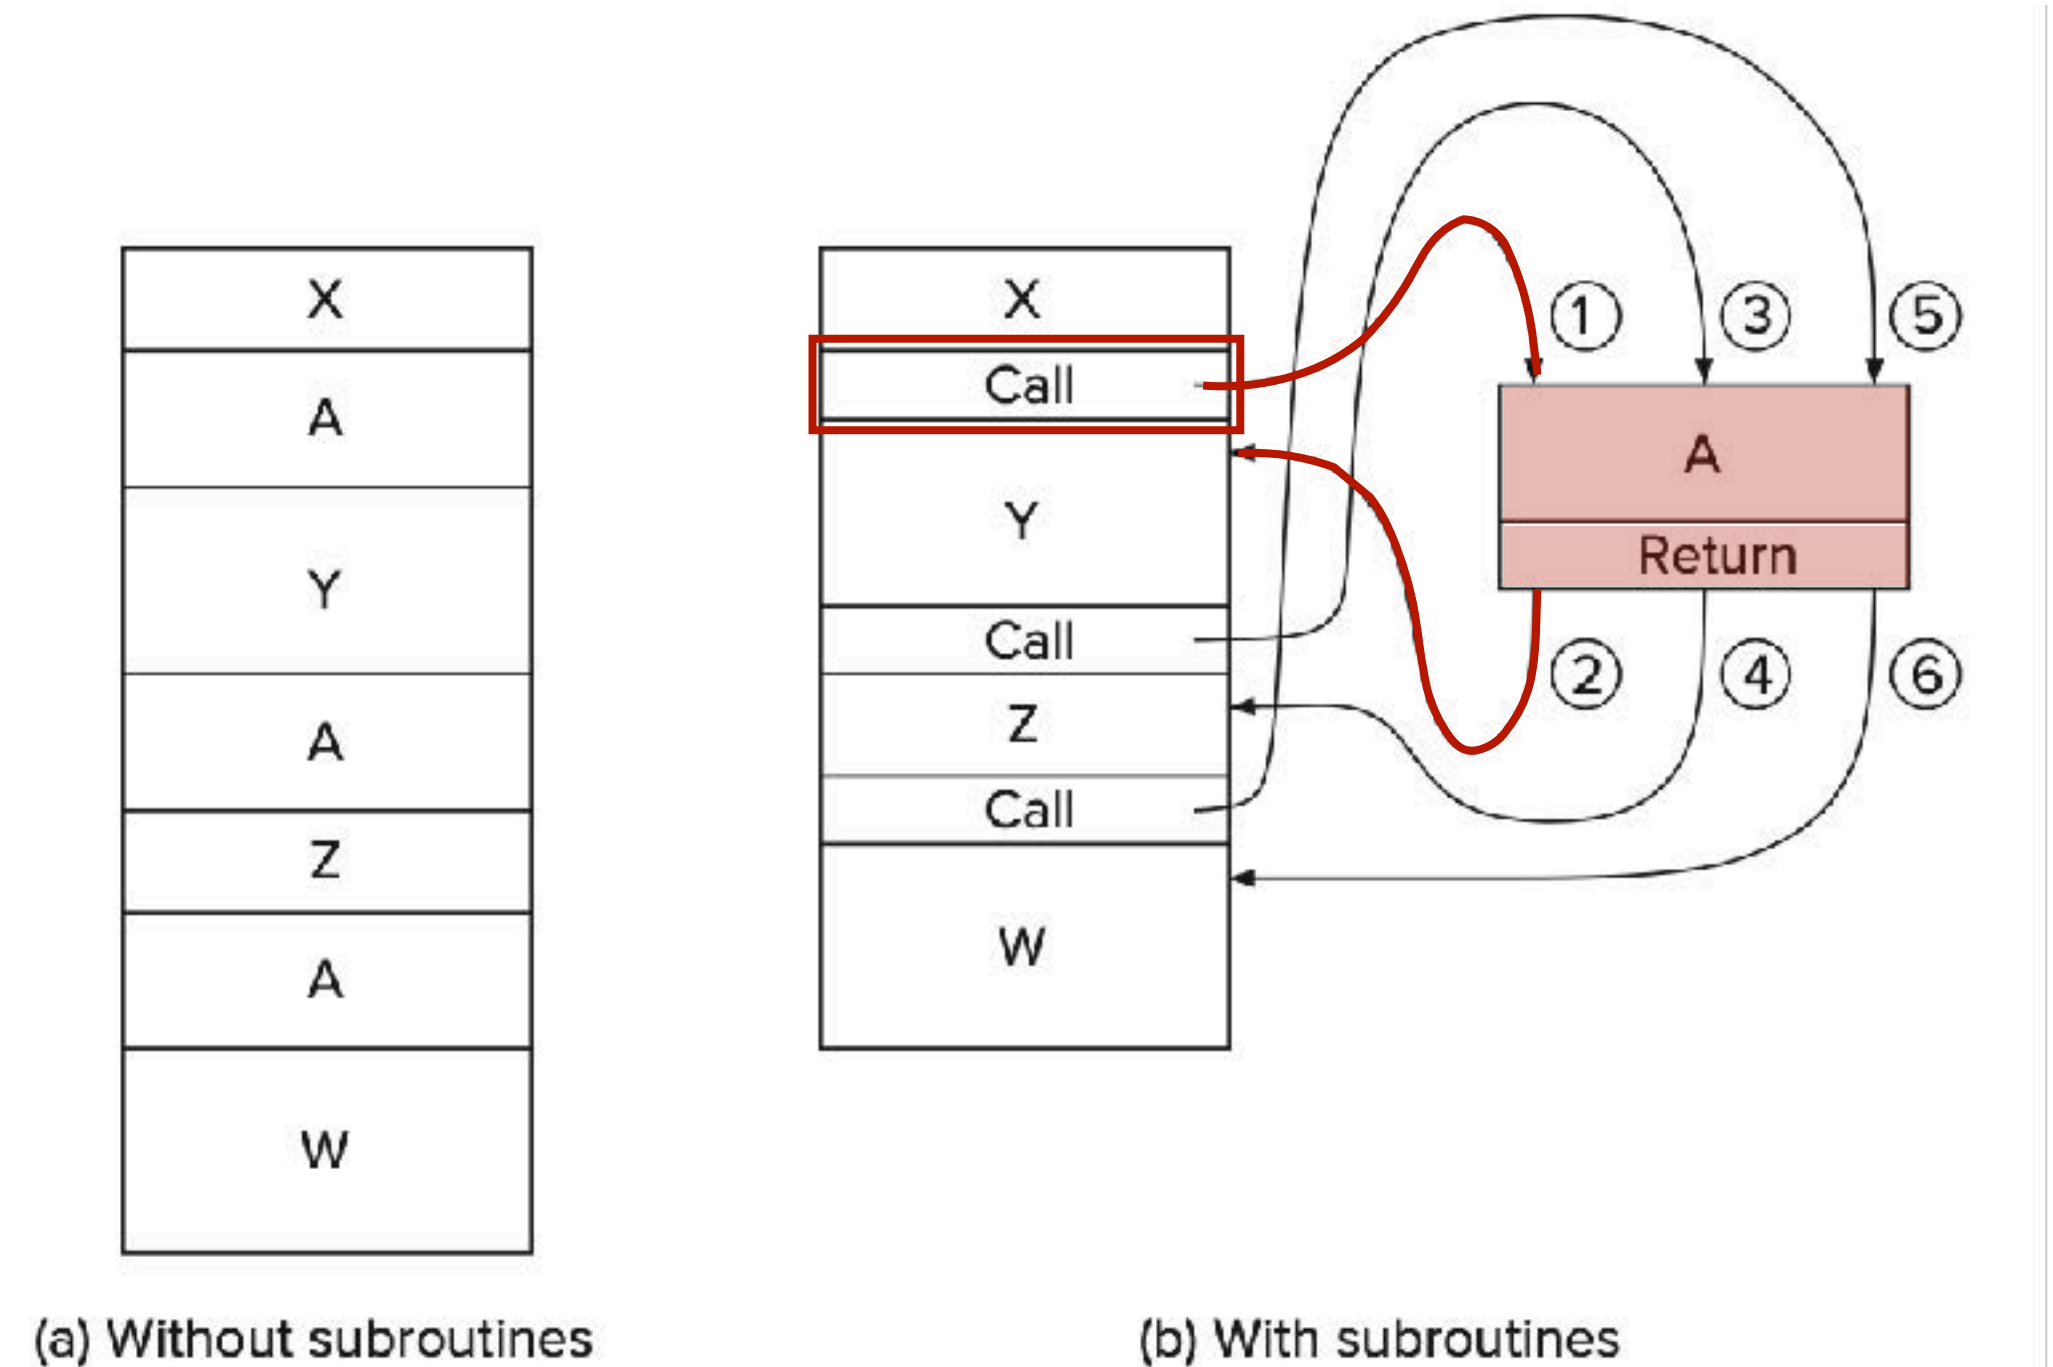 X
A
Y
A
Z
A
W
(a) Without subroutines
X
Call
Y
Call
Z
Call
W
1 3 5
A
Return
2 4 6
(b) With subroutines